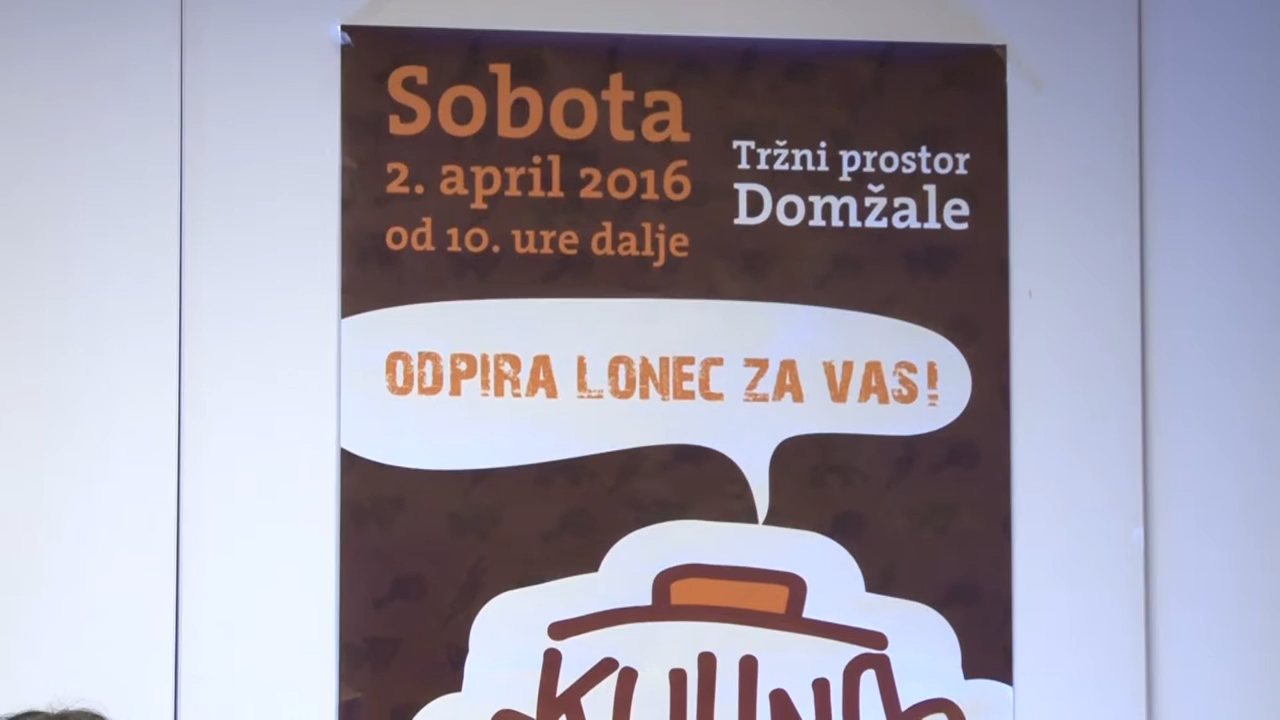 Sobota
2. april 2016
od 10. ure dalje
Tržni prostor
Domžale
ODPIRA LONEC ZA VAS!